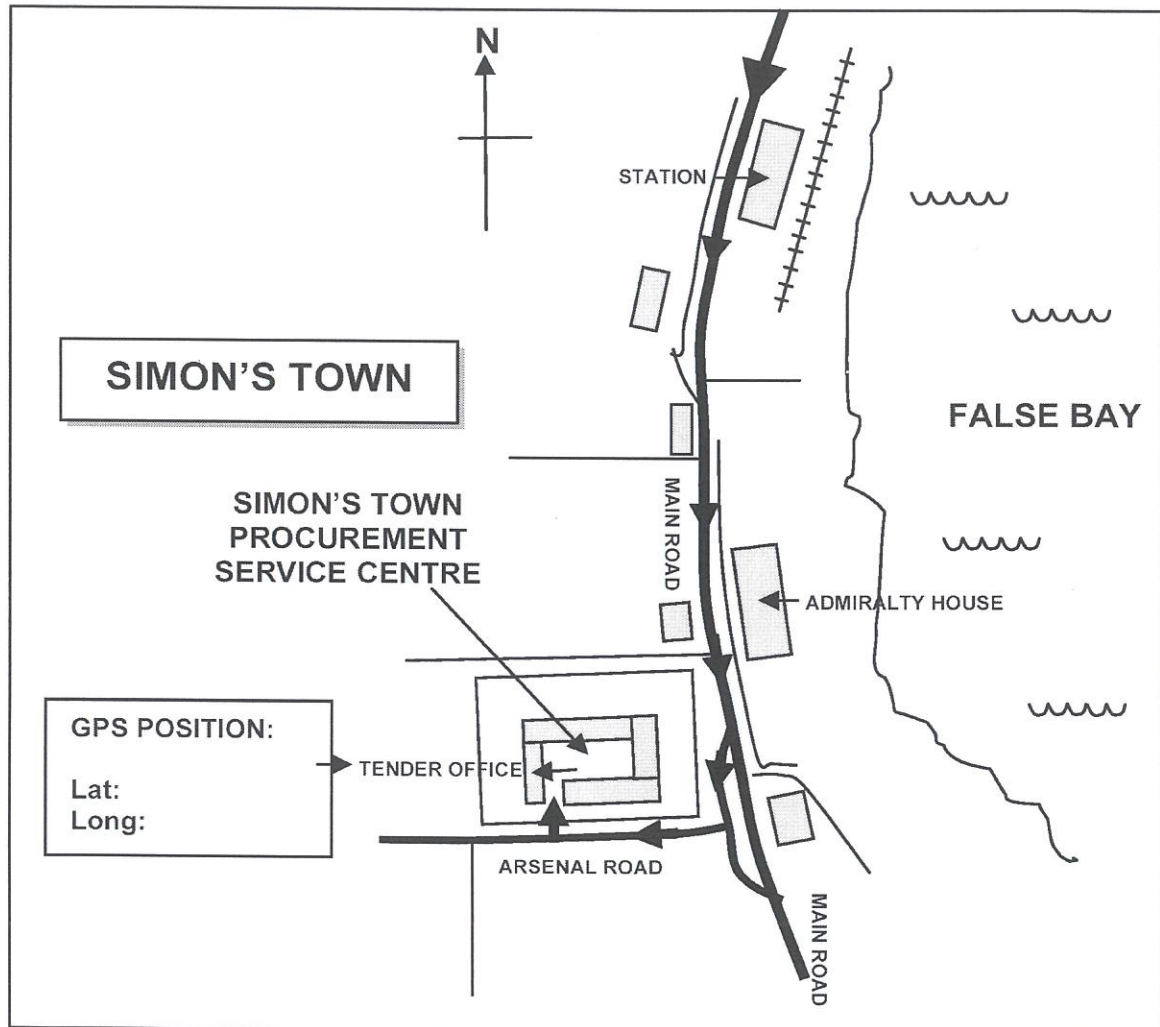 N
STATION
SIMON'S TOWN
FALSE BAY
SIMON'S TOWN
PROCUREMENT
SERVICE CENTRE
MAIN ROAD
ADMIRALTY HOUSE
GPS POSITION:
Lat:
Long:
TENDER OFFICE
ARSENAL ROAD
MAIN ROAD